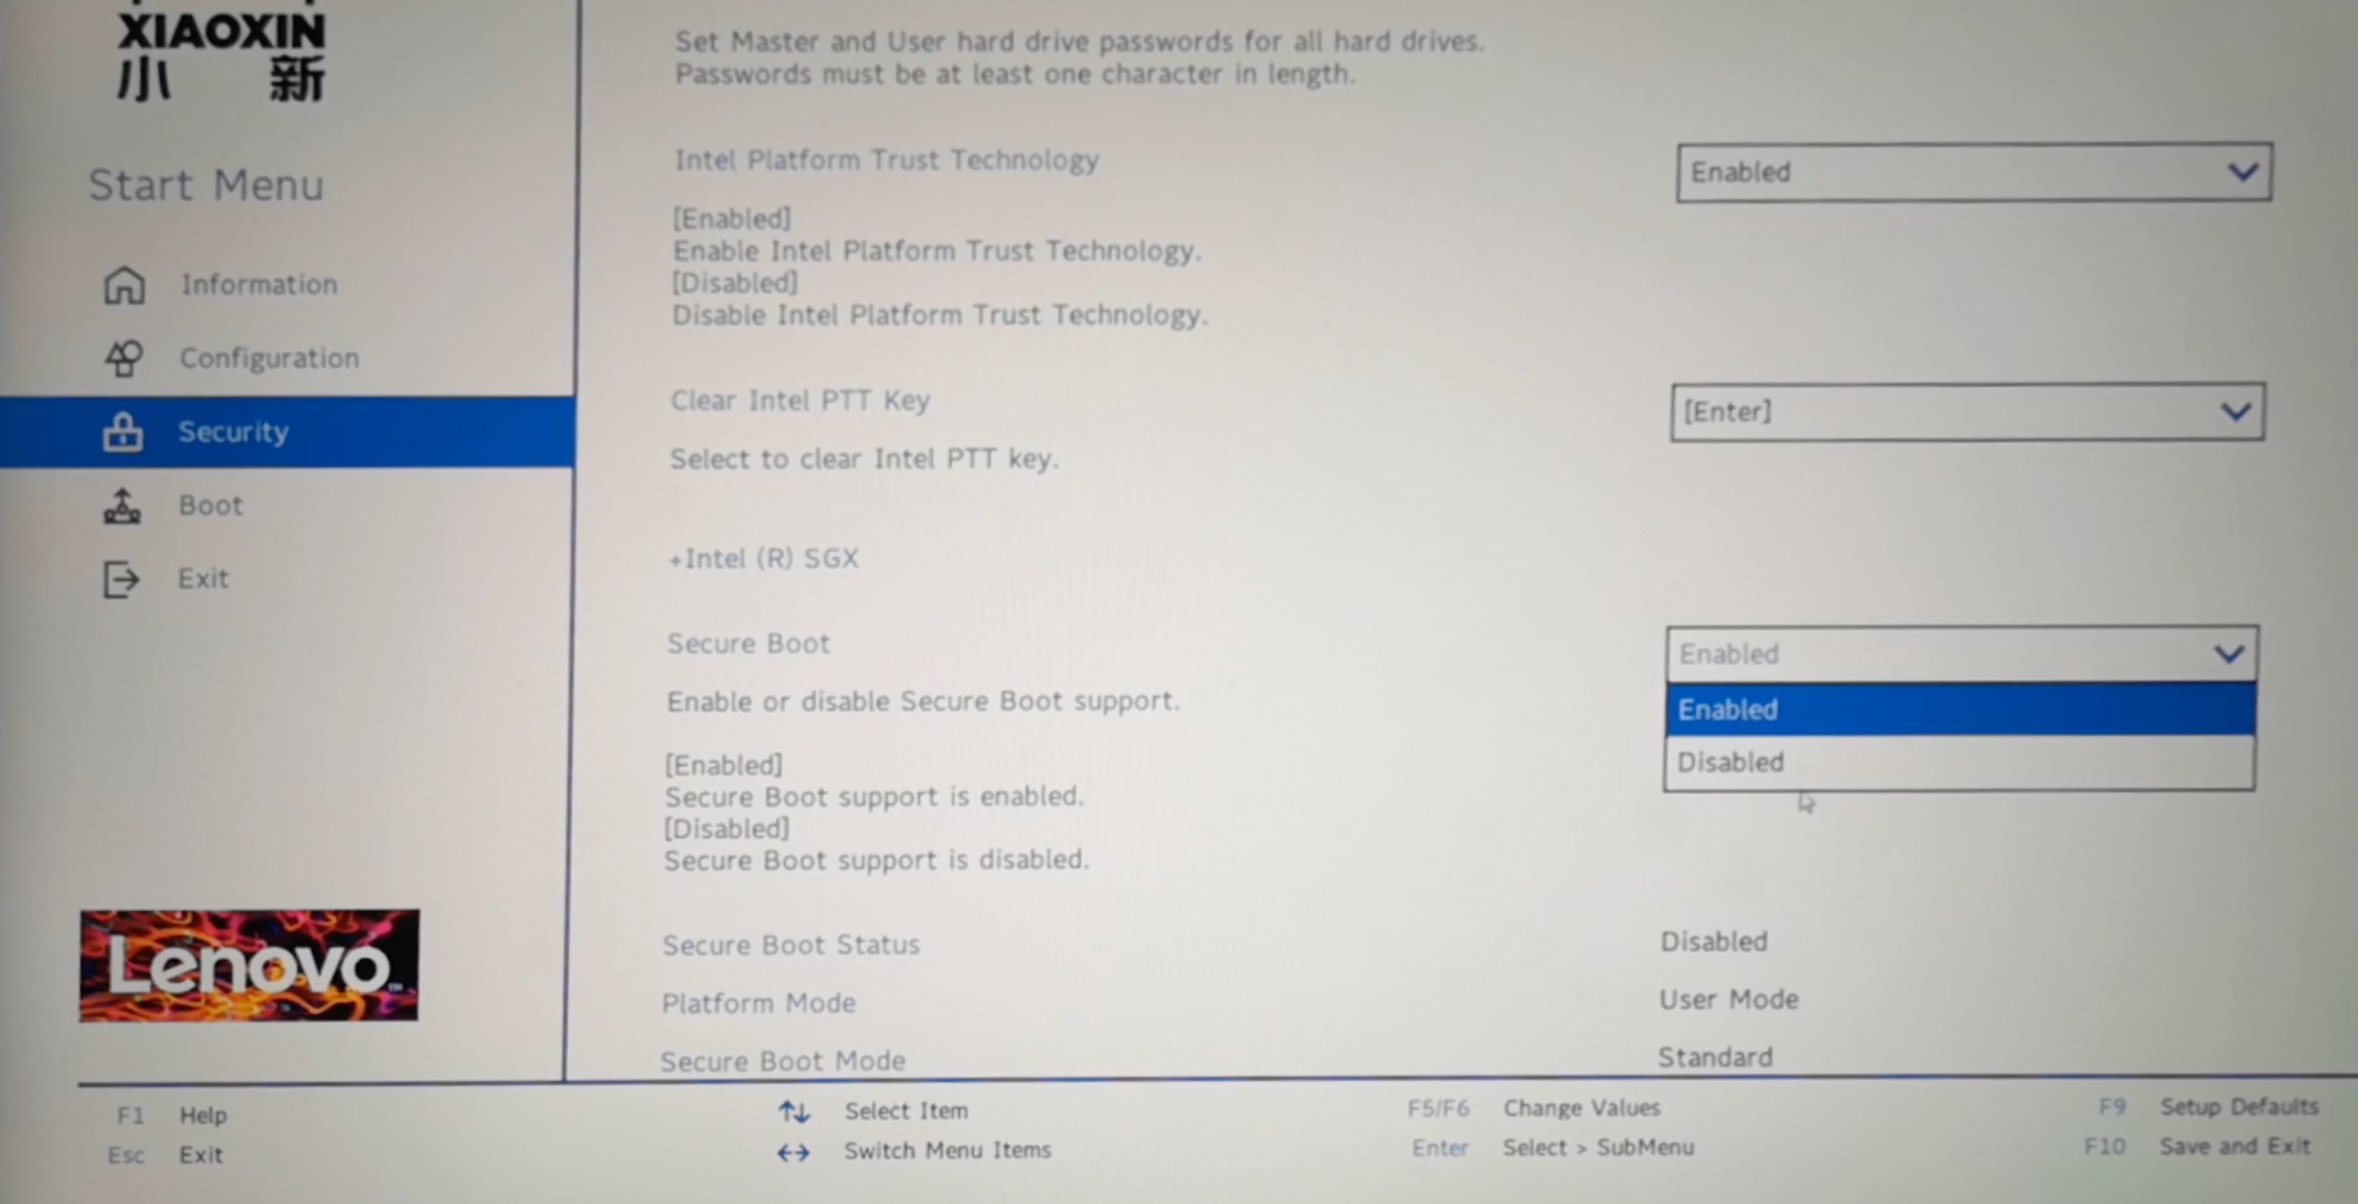 XIAOXIN
小新
Start Menu
Information
Configuration
Security
Boot
Exit
Lenovo™
Set Master and User hard drive passwords for all hard drives.
Passwords must be at least one character in length.
Intel Platform Trust Technology
Enabled
[Enabled]
Enable Intel Platform Trust Technology.
[Disabled]
Disable Intel Platform Trust Technology.
Clear Intel PTT Key
[Enter]
Select to clear Intel PTT key.
+Intel (R) SGX
Secure Boot
Enabled
Enabled
Disabled
Enable or disable Secure Boot support.
[Enabled]
Secure Boot support is enabled.
[Disabled]
Secure Boot support is disabled.
Secure Boot Status Disabled
Platform Mode User Mode
Secure Boot Mode Standard
F1 Help
Esc Exit
↑↓ Select Item
↔ Switch Menu Items
F5/F6 Change Values
Enter Select > SubMenu
F9 Setup Defaults
F10 Save and Exit